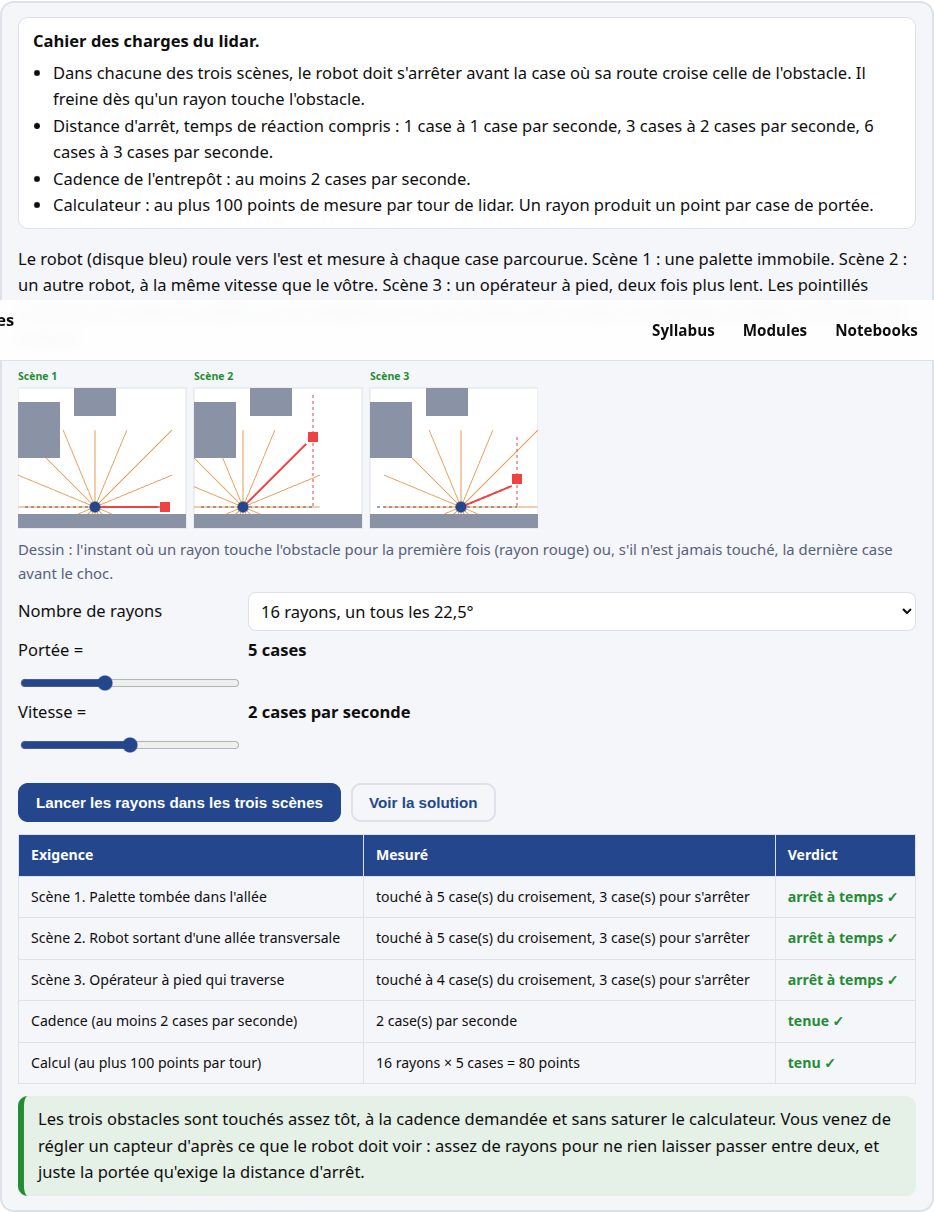 Cahier des charges du lidar.
Dans chacune des trois scènes, le robot doit s'arrêter avant la case où sa route croise celle de l'obstacle. Il
freine dès qu'un rayon touche l'obstacle.
Distance d'arrêt, temps de réaction compris : 1 case à 1 case par seconde, 3 cases à 2 cases par seconde, 6
cases à 3 cases par seconde.
Cadence de l'entrepôt : au moins 2 cases par seconde.
Calculateur : au plus 100 points de mesure par tour de lidar. Un rayon produit un point par case de portée.
Le robot (disque bleu) roule vers l'est et mesure à chaque case parcourue. Scène 1 : une palette immobile. Scène 2 :
un autre robot, à la même vitesse que le vôtre. Scène 3 : un opérateur à pied, deux fois plus lent. Les pointillés
es
Syllabus Modules Notebooks
Scène 1 Scène 2 Scène 3
Dessin : l'instant où un rayon touche l'obstacle pour la première fois (rayon rouge) ou, s'il n'est jamais touché, la dernière case
avant le choc.
Nombre de rayons 16 rayons, un tous les 22,5°
Portée = 5 cases
Vitesse = 2 cases par seconde
Lancer les rayons dans les trois scènes Voir la solution
Exigence Mesuré Verdict
Scène 1. Palette tombée dans l'allée touché à 5 case(s) du croisement, 3 case(s) pour s'arrêter arrêt à temps ✓
Scène 2. Robot sortant d'une allée transversale touché à 5 case(s) du croisement, 3 case(s) pour s'arrêter arrêt à temps ✓
Scène 3. Opérateur à pied qui traverse touché à 4 case(s) du croisement, 3 case(s) pour s'arrêter arrêt à temps ✓
Cadence (au moins 2 cases par seconde) 2 case(s) par seconde tenue ✓
Calcul (au plus 100 points par tour) 16 rayons × 5 cases = 80 points tenu ✓
Les trois obstacles sont touchés assez tôt, à la cadence demandée et sans saturer le calculateur. Vous venez de
régler un capteur d'après ce que le robot doit voir : assez de rayons pour ne rien laisser passer entre deux, et
juste la portée qu'exige la distance d'arrêt.